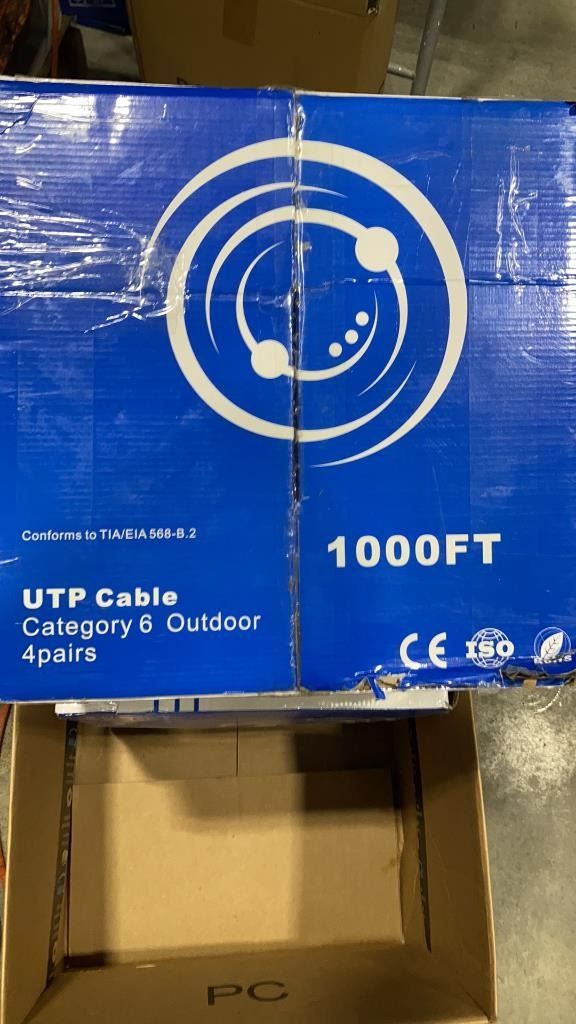 Conforms to TIA/EIA 568-B.2
1000FT
UTP Cable
Category 6 Outdoor
4pairs
CE ISO
PC